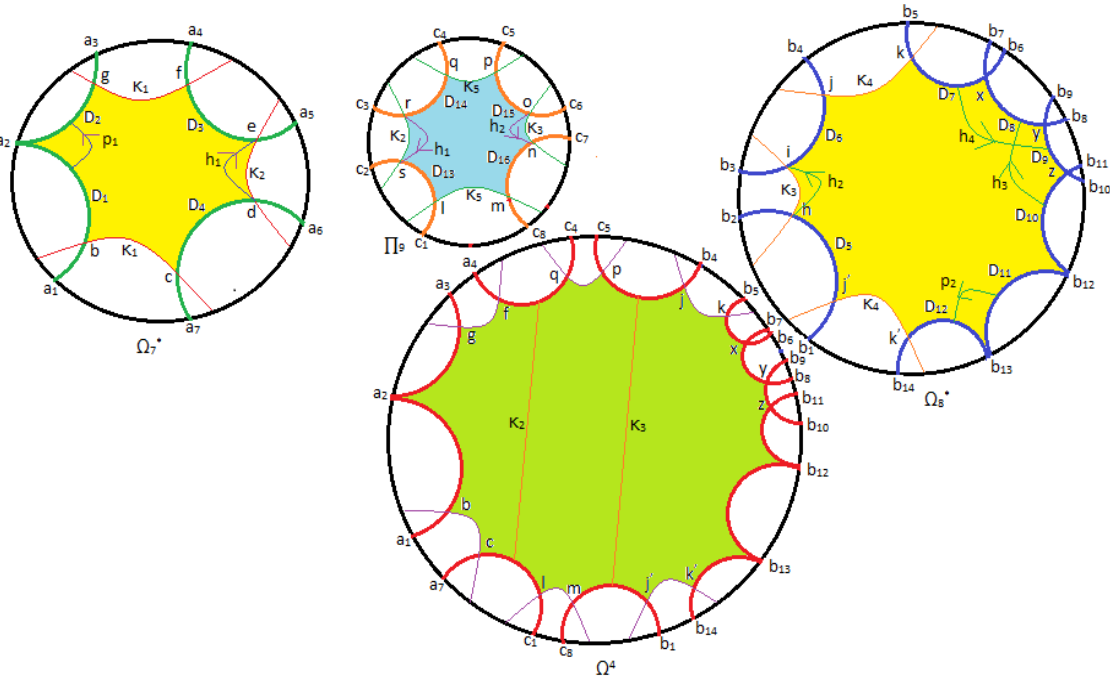 a₃
a₄
a₂
a₅
a₆
a₁
a₇
g
K₁
f
D₂
p₁
D₃
e
h₁
K₂
D₁
D₄
d
b
K₁
c
Ω₇•
c₄
c₅
c₃
c₆
c₇
c₂
c₁
c₈
q
K₅
p
D₁₄
D₁₅
r
o
K₂
h₁
h₂
K₃
n
D₁₃
D₁₆
s
l
K₅
m
Π₉
b₅
b₇
b₆
b₄
b₉
b₈
b₃
b₁₁
b₁₀
b₂
b₁₂
b₁
b₁₃
b₁₄
k
K₄
j
D₇
x
D₆
D₈
h₄
y
D₉
i
z
K₃
h₂
h₃
D₁₀
h
D₅
D₁₁
p₂
j'
K₄
D₁₂
k'
Ω₈•
c₄
c₅
a₄
b₄
a₃
b₅
b₇
b₆
b₉
b₈
b₁₁
b₁₀
a₂
b₁₂
a₁
b₁₃
a₇
b₁₄
c₁
c₈
b₁
q
p
f
j
g
k
x
y
z
K₂
K₃
b
c
l
m
j'
k'
Ω⁴